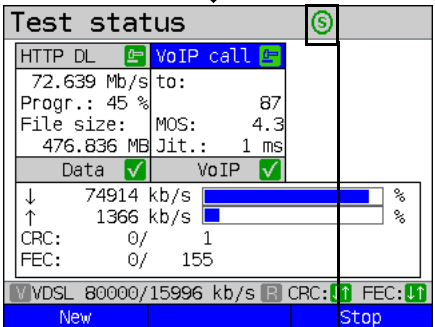 Test status S
HTTP DL VoIP call
72.639 Mb/s to:
Progr.: 45 % 87
File size: MOS: 4.3
476.836 MB Jit.: 1 ms
Data VoIP
↓ 74914 kb/s %
↑ 1366 kb/s %
CRC: 0/ 1
FEC: 0/ 155
V VDSL 80000/15996 kb/s R CRC: ↓↑ FEC: ↓↑
New Stop